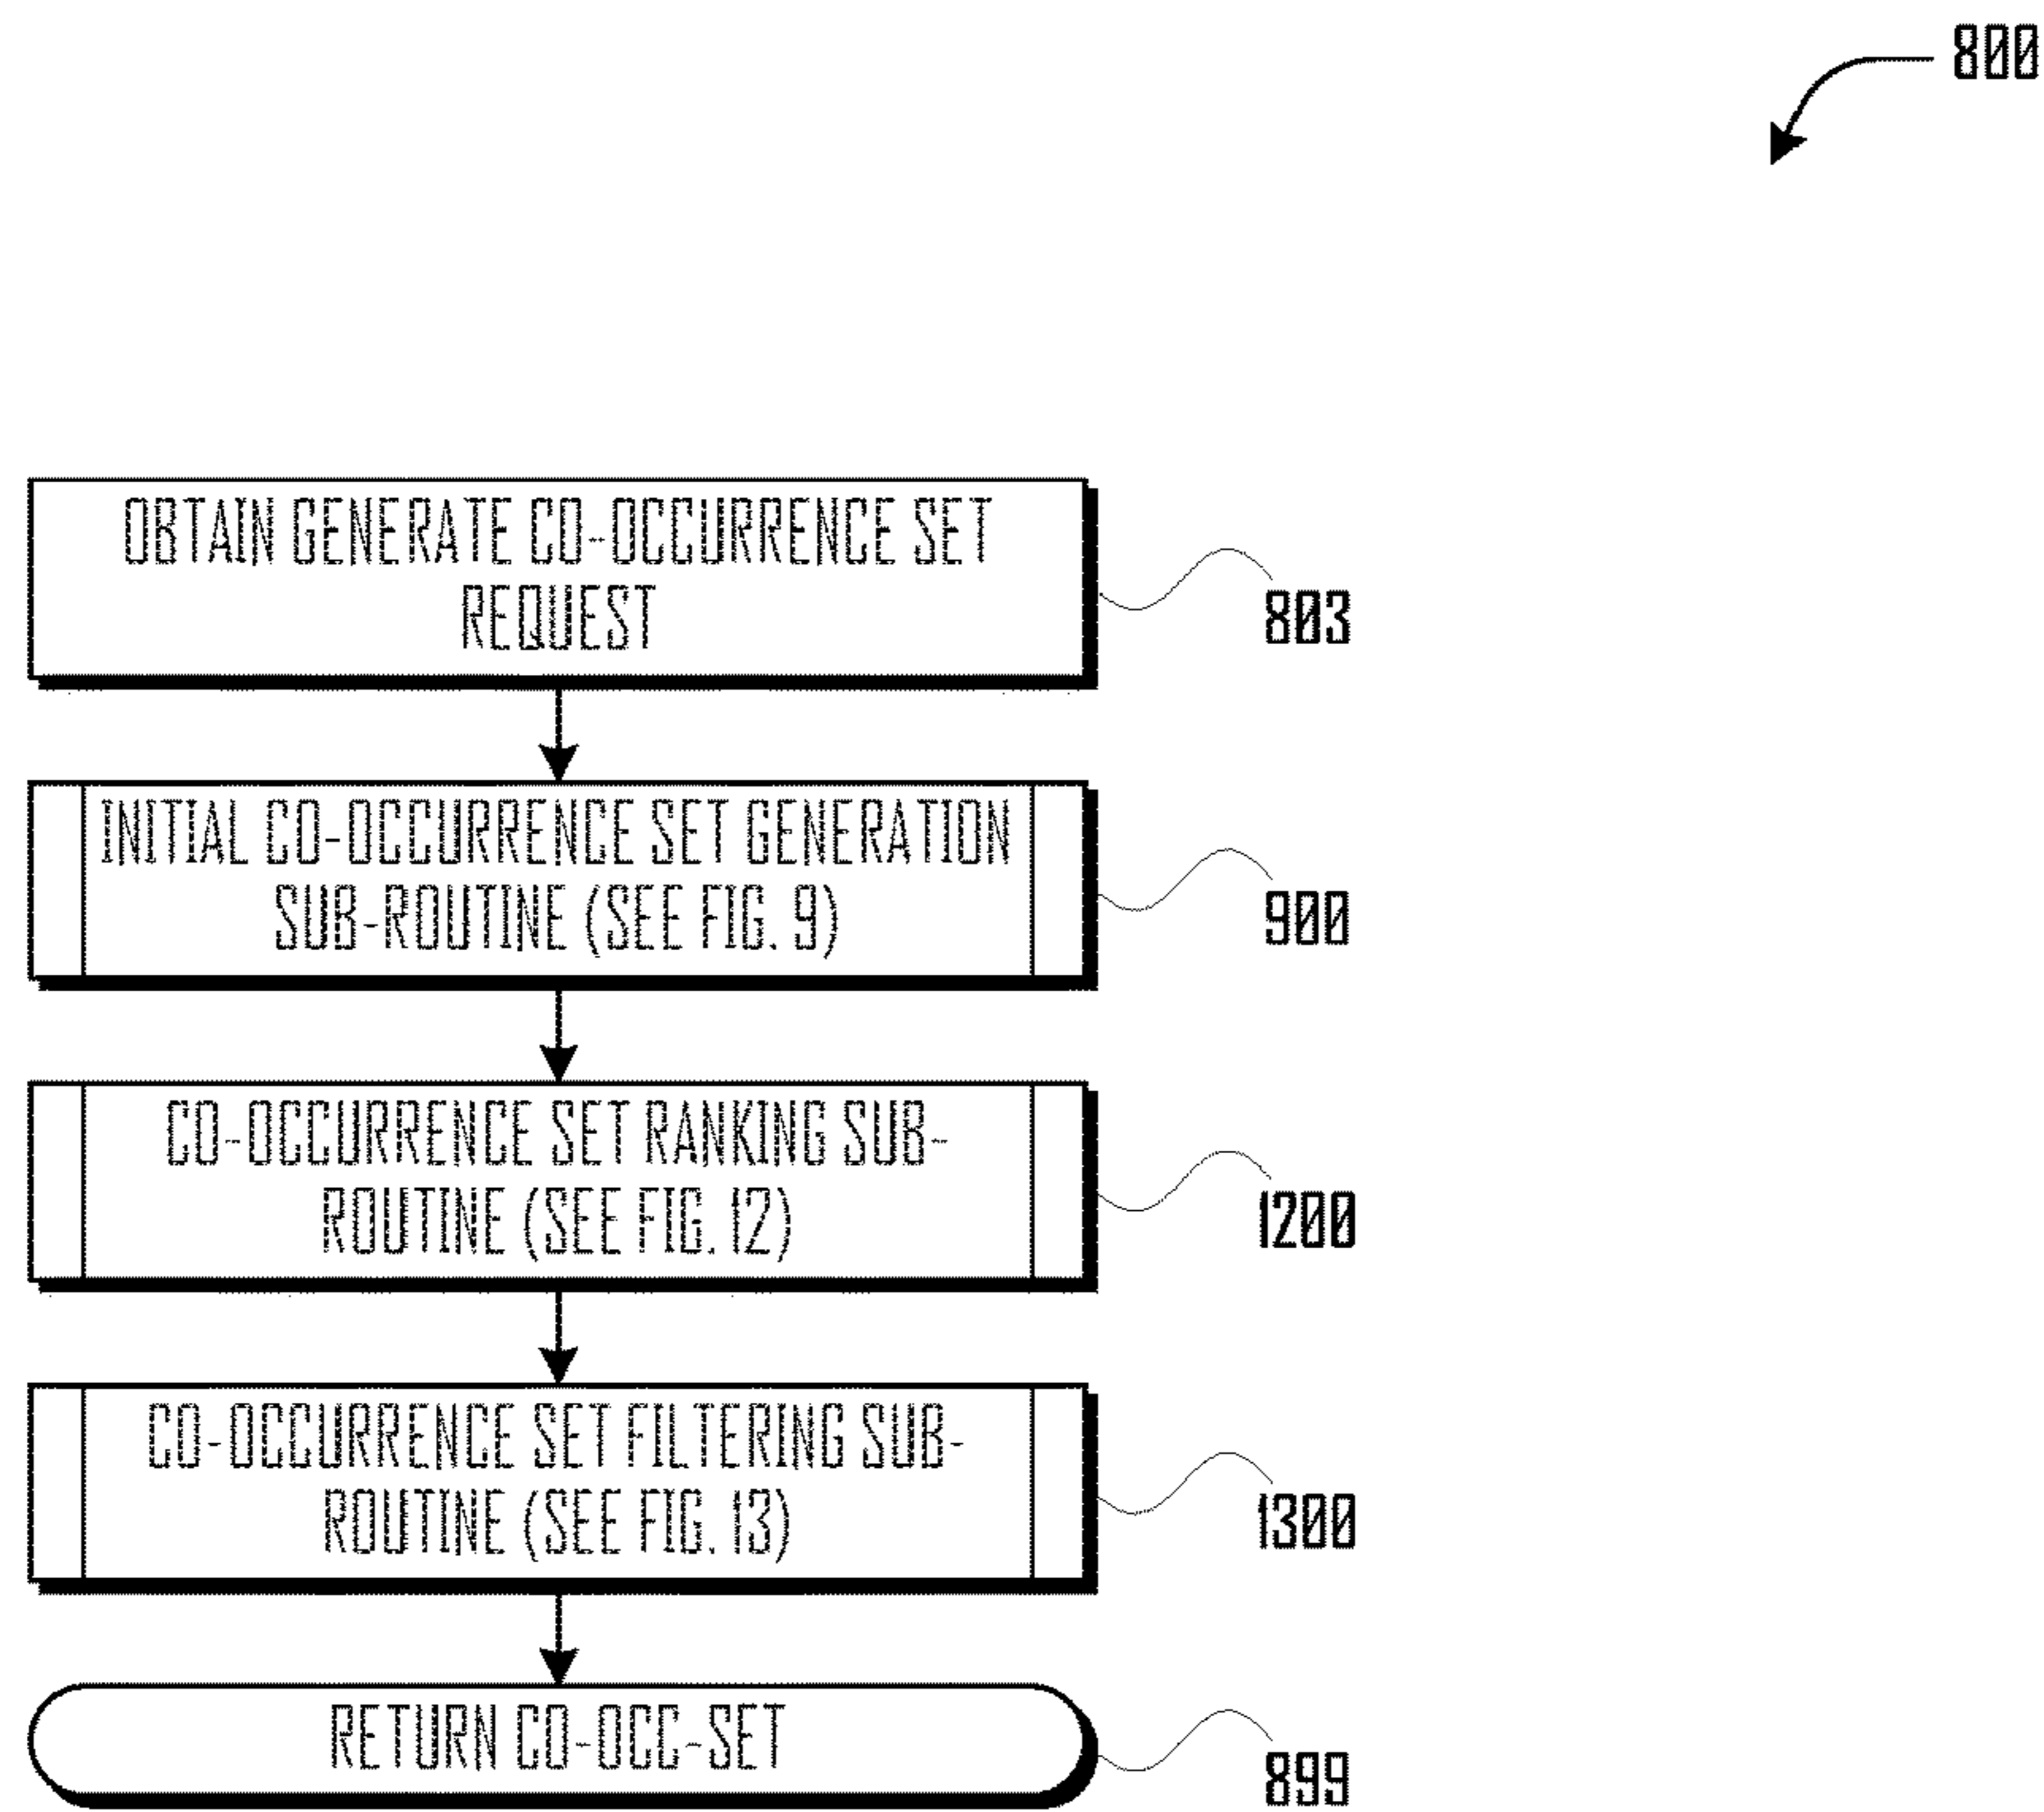 800
OBTAIN GENERATE CO-OCCURRENCE SET
REQUEST
803
INITIAL CO-OCCURRENCE SET GENERATION
SUB-ROUTINE (SEE FIG. 9)
900
CO-OCCURRENCE SET RANKING SUB-
ROUTINE (SEE FIG. 12)
1200
CO-OCCURRENCE SET FILTERING SUB-
ROUTINE (SEE FIG. 13)
1300
RETURN CO-OCC-SET
899